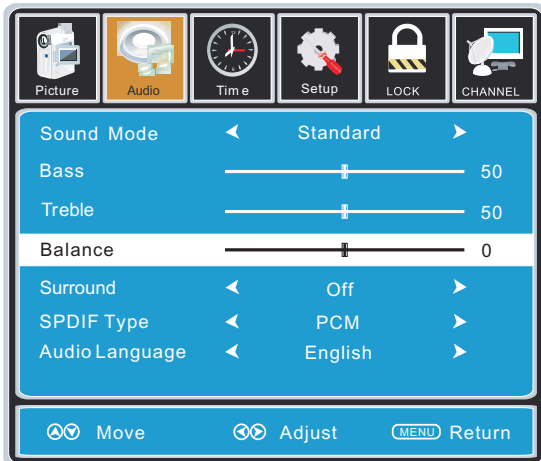 Picture Audio Time Setup LOCK CHANNEL
Sound Mode Standard
Bass 50
Treble 50
Balance 0
Surround Off
SPDIF Type PCM
Audio Language English
Move Adjust MENU Return